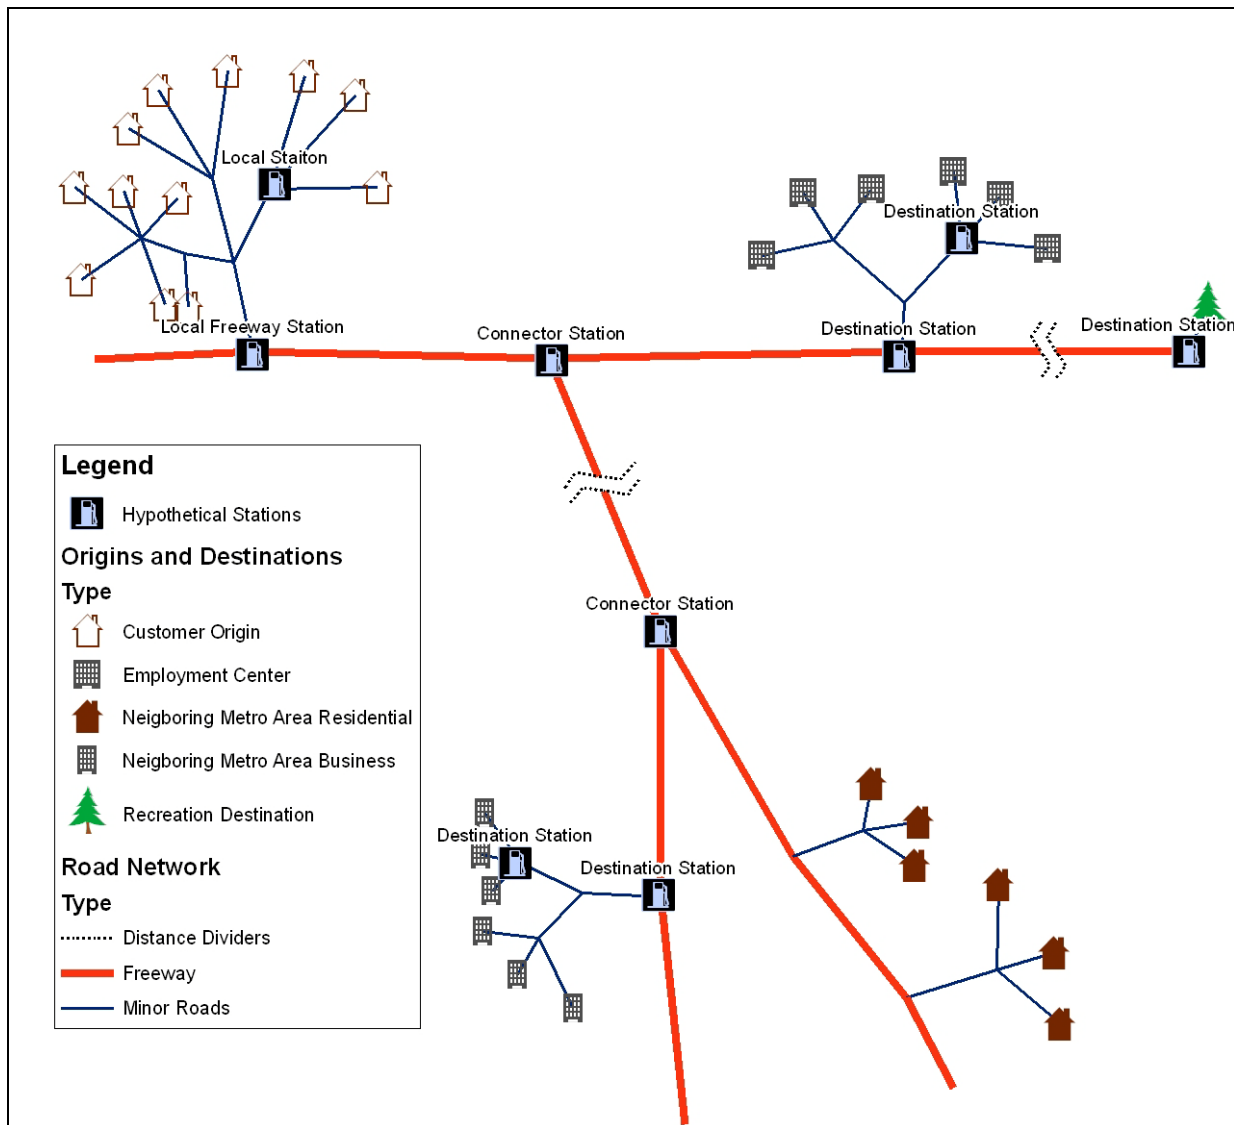 Local Staiton
Destination Station
Local Freeway Station
Connector Station
Destination Station
Destination Station
Legend
Hypothetical Stations
Origins and Destinations
Type
Customer Origin
Employment Center
Neigboring Metro Area Residential
Neigboring Metro Area Business
Recreation Destination
Road Network
Type
Distance Dividers
Freeway
Minor Roads
Connector Station
Destination Station
Destination Station